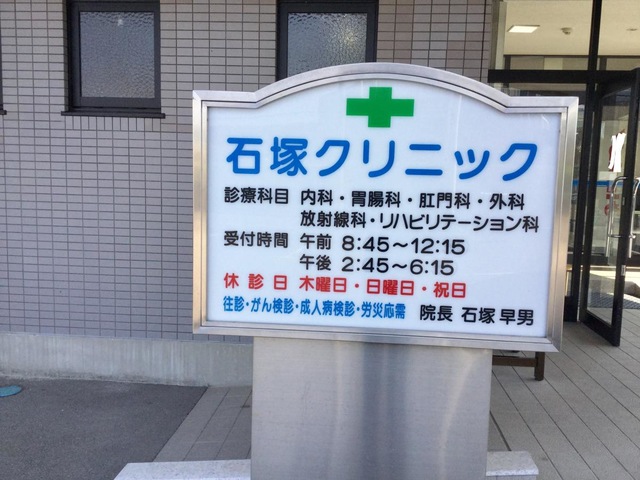 石塚クリニック
診療科目 内科・胃腸科・肛門科・外科
放射線科・リハビリテーション科
受付時間 午前 8:45〜12:15
午後 2:45〜6:15
休診日 木曜日・日曜日・祝日
往診・がん検診・成人病検診・労災応需 院長 石塚 早男